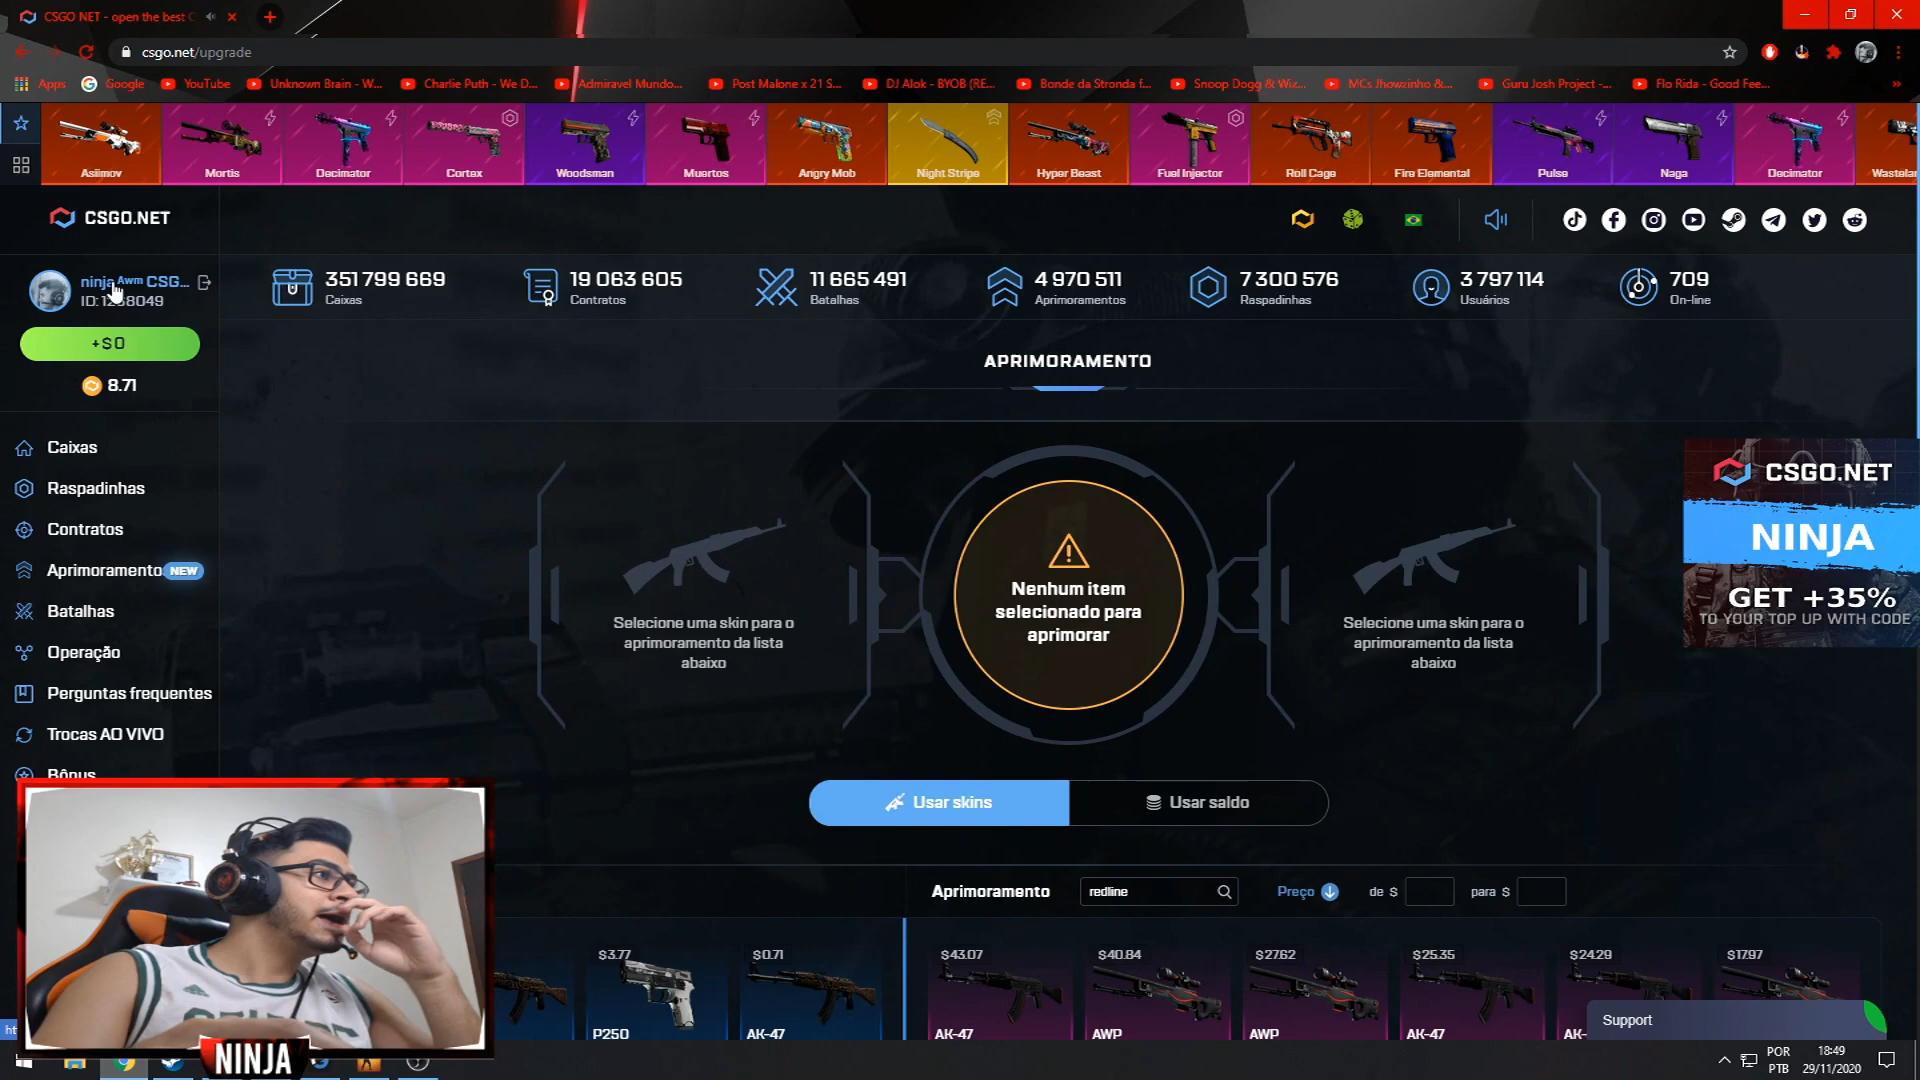 CSGO NET - open the best C
csgo.net/upgrade
Apps
Google
YouTube
Unknown Brain - W...
Charlie Puth - We D...
Admiravel Mundo...
Post Malone x 21 S...
DJ Alok - BYOB (RE...
Bonde da Stronda f...
Snoop Dogg & Wiz...
MCs Jhowzinho &...
Guru Josh Project -...
Flo Rida - Good Fee...
»
Asiimov
Mortis
Decimator
Cortex
Woodsman
Muertos
Angry Mob
Night Stripe
Hyper Beast
Fuel Injector
Roll Cage
Fire Elemental
Pulse
Naga
Decimator
Wastelan
CSGO.NET
ninja Awm CSG...
+$0
8.71
351 799 669
Caixas
19 063 605
Contratos
11 665 491
Batalhas
4 970 511
Aprimoramentos
7 300 576
Raspadinhas
3 797 114
Usuários
709
On-line
APRIMORAMENTO
Caixas
Raspadinhas
Contratos
Aprimoramento NEW
Batalhas
Operação
Perguntas frequentes
Trocas AO VIVO
Bônus
Selecione uma skin para o
aprimoramento da lista
abaixo
Nenhum item
selecionado para
aprimorar
Selecione uma skin para o
aprimoramento da lista
abaixo
CSGO.NET
NINJA
GET +35%
TO YOUR TOP UP WITH CODE
Usar skins
Usar saldo
Aprimoramento
redline
Preço
de $
para $
$3.77
P250
$0.71
AK-47
$43.07
AK-47
$40.84
AWP
$27.62
AWP
$25.35
AK-47
$24.29
AK-
$17.97
Support
NINJA
POR
PTB
18:49
29/11/2020